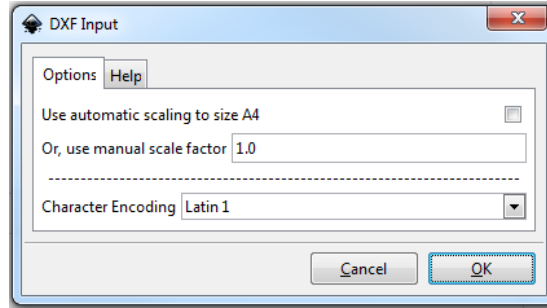 DXF Input
Options Help
Use automatic scaling to size A4
Or, use manual scale factor 1.0
Character Encoding Latin 1
Cancel OK